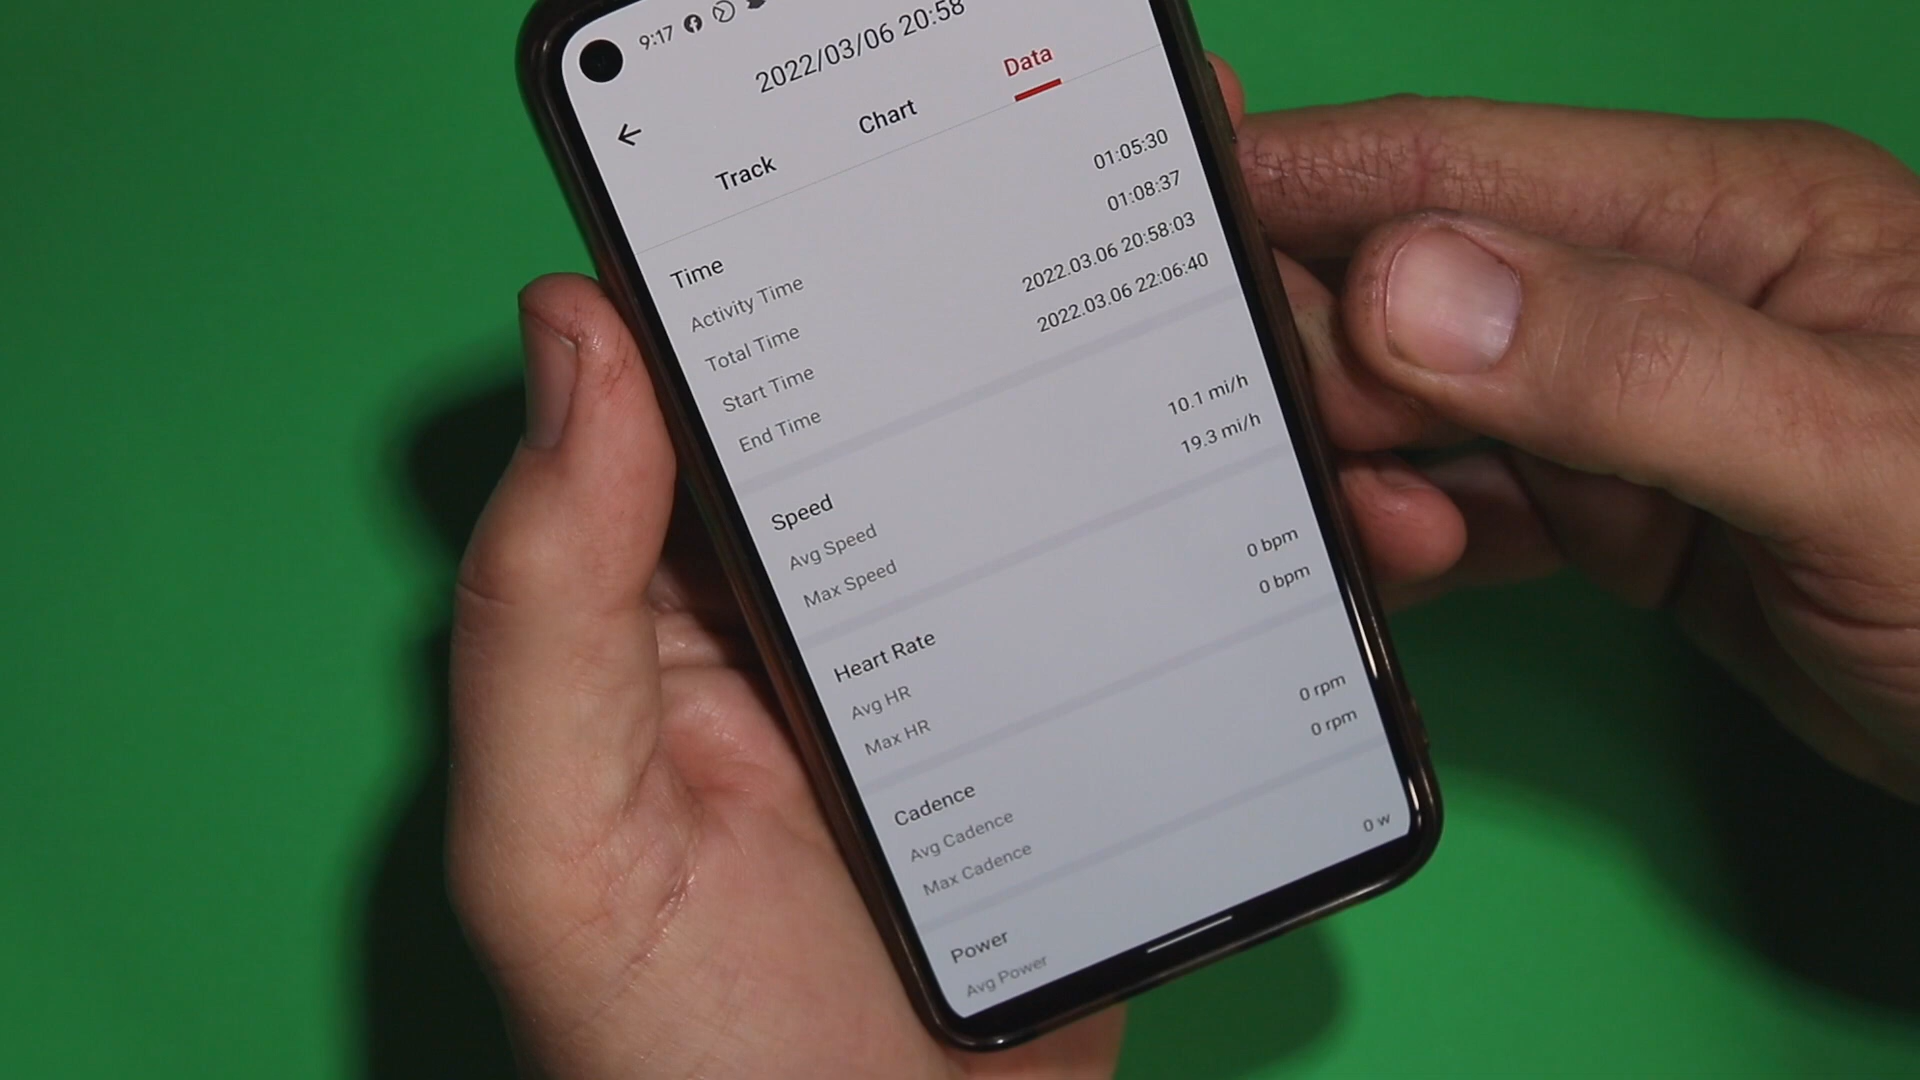 9:17
2022/03/06 20:58
Track Chart Data
Time
Activity Time 01:05:30
Total Time 01:08:37
Start Time 2022.03.06 20:58:03
End Time 2022.03.06 22:06:40
Speed
Avg Speed 10.1 mi/h
Max Speed 19.3 mi/h
Heart Rate
Avg HR 0 bpm
Max HR 0 bpm
Cadence
Avg Cadence 0 rpm
Max Cadence 0 rpm
Power
Avg Power 0 w